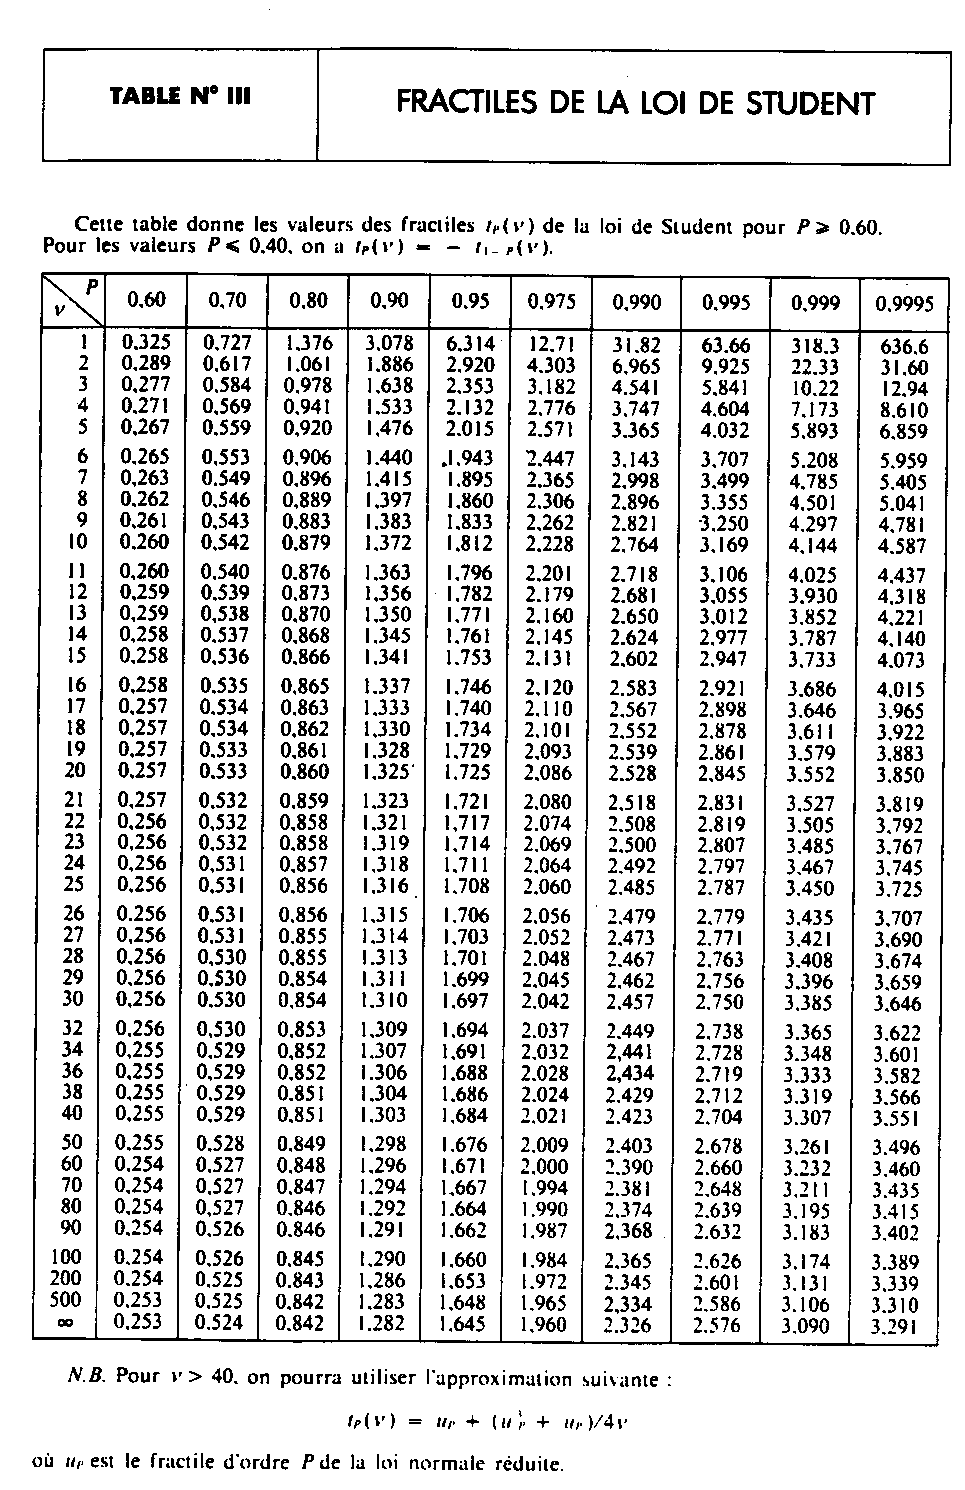 TABLE N° III
FRACTILES DE LA LOI DE STUDENT
Cette table donne les valeurs des fractiles tP(ν) de la loi de Student pour P ⩾ 0.60.
Pour les valeurs P ⩽ 0.40, on a tP(ν) = − t1−P(ν).
P
ν 0,60 0,70 0,80 0,90 0,95 0,975 0,990 0,995 0,999 0,9995
1 0.325 0.727 1.376 3.078 6.314 12.71 31.82 63.66 318.3 636.6
2 0.289 0.617 1.061 1.886 2.920 4.303 6.965 9.925 22.33 31.60
3 0.277 0.584 0.978 1.638 2.353 3.182 4.541 5.841 10.22 12.94
4 0.271 0.569 0.941 1.533 2.132 2.776 3.747 4.604 7.173 8.610
5 0.267 0.559 0.920 1.476 2.015 2.571 3.365 4.032 5.893 6.859
6 0.265 0.553 0.906 1.440 1.943 2.447 3.143 3.707 5.208 5.959
7 0.263 0.549 0.896 1.415 1.895 2.365 2.998 3.499 4.785 5.405
8 0.262 0.546 0.889 1.397 1.860 2.306 2.896 3.355 4.501 5.041
9 0.261 0.543 0.883 1.383 1.833 2.262 2.821 3.250 4.297 4.781
10 0.260 0.542 0.879 1.372 1.812 2.228 2.764 3.169 4.144 4.587
11 0.260 0.540 0.876 1.363 1.796 2.201 2.718 3.106 4.025 4.437
12 0.259 0.539 0.873 1.356 1.782 2.179 2.681 3.055 3.930 4.318
13 0.259 0.538 0.870 1.350 1.771 2.160 2.650 3.012 3.852 4.221
14 0.258 0.537 0.868 1.345 1.761 2.145 2.624 2.977 3.787 4.140
15 0.258 0.536 0.866 1.341 1.753 2.131 2.602 2.947 3.733 4.073
16 0.258 0.535 0.865 1.337 1.746 2.120 2.583 2.921 3.686 4.015
17 0.257 0.534 0.863 1.333 1.740 2.110 2.567 2.898 3.646 3.965
18 0.257 0.534 0.862 1.330 1.734 2.101 2.552 2.878 3.611 3.922
19 0.257 0.533 0.861 1.328 1.729 2.093 2.539 2.861 3.579 3.883
20 0.257 0.533 0.860 1.325 1.725 2.086 2.528 2.845 3.552 3.850
21 0.257 0.532 0.859 1.323 1.721 2.080 2.518 2.831 3.527 3.819
22 0.256 0.532 0.858 1.321 1.717 2.074 2.508 2.819 3.505 3.792
23 0.256 0.532 0.858 1.319 1.714 2.069 2.500 2.807 3.485 3.767
24 0.256 0.531 0.857 1.318 1.711 2.064 2.492 2.797 3.467 3.745
25 0.256 0.531 0.856 1.316 1.708 2.060 2.485 2.787 3.450 3.725
26 0.256 0.531 0.856 1.315 1.706 2.056 2.479 2.779 3.435 3.707
27 0.256 0.531 0.855 1.314 1.703 2.052 2.473 2.771 3.421 3.690
28 0.256 0.530 0.855 1.313 1.701 2.048 2.467 2.763 3.408 3.674
29 0.256 0.530 0.854 1.311 1.699 2.045 2.462 2.756 3.396 3.659
30 0.256 0.530 0.854 1.310 1.697 2.042 2.457 2.750 3.385 3.646
32 0.256 0.530 0.853 1.309 1.694 2.037 2.449 2.738 3.365 3.622
34 0.255 0.529 0.852 1.307 1.691 2.032 2,441 2.728 3.348 3.601
36 0.255 0.529 0.852 1.306 1.688 2.028 2,434 2.719 3.333 3.582
38 0.255 0.529 0.851 1.304 1.686 2.024 2.429 2.712 3.319 3.566
40 0.255 0.529 0.851 1.303 1.684 2.021 2.423 2.704 3.307 3.551
50 0.255 0.528 0.849 1.298 1.676 2.009 2.403 2.678 3.261 3.496
60 0.254 0.527 0.848 1.296 1.671 2.000 2.390 2.660 3.232 3.460
70 0.254 0.527 0.847 1.294 1.667 1.994 2.381 2.648 3.211 3.435
80 0.254 0.527 0.846 1.292 1.664 1.990 2.374 2.639 3.195 3.415
90 0.254 0.526 0.846 1.291 1.662 1.987 2,368 2.632 3.183 3.402
100 0.254 0.526 0.845 1.290 1.660 1.984 2.365 2.626 3.174 3.389
200 0.254 0.525 0.843 1.286 1.653 1.972 2.345 2.601 3.131 3,339
500 0.253 0.525 0.842 1.283 1.648 1.965 2,334 2.586 3.106 3.310
∞ 0.253 0.524 0.842 1.282 1.645 1.960 2.326 2.576 3.090 3.291
N.B. Pour ν > 40, on pourra utiliser l'approximation suivante :
tP(ν) = uP + (u³P + uP)/4ν
où uP est le fractile d'ordre P de la loi normale réduite.